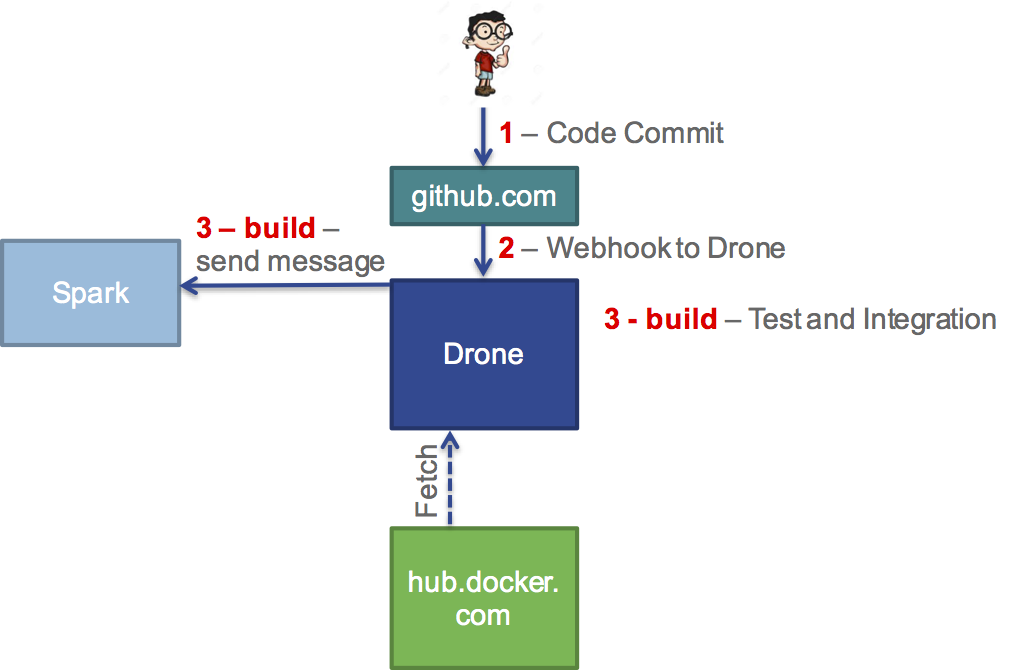 1 – Code Commit
github.com
2 – Webhook to Drone
3 – build –
send message
Spark
Drone
3 - build – Test and Integration
Fetch
hub.docker.
com